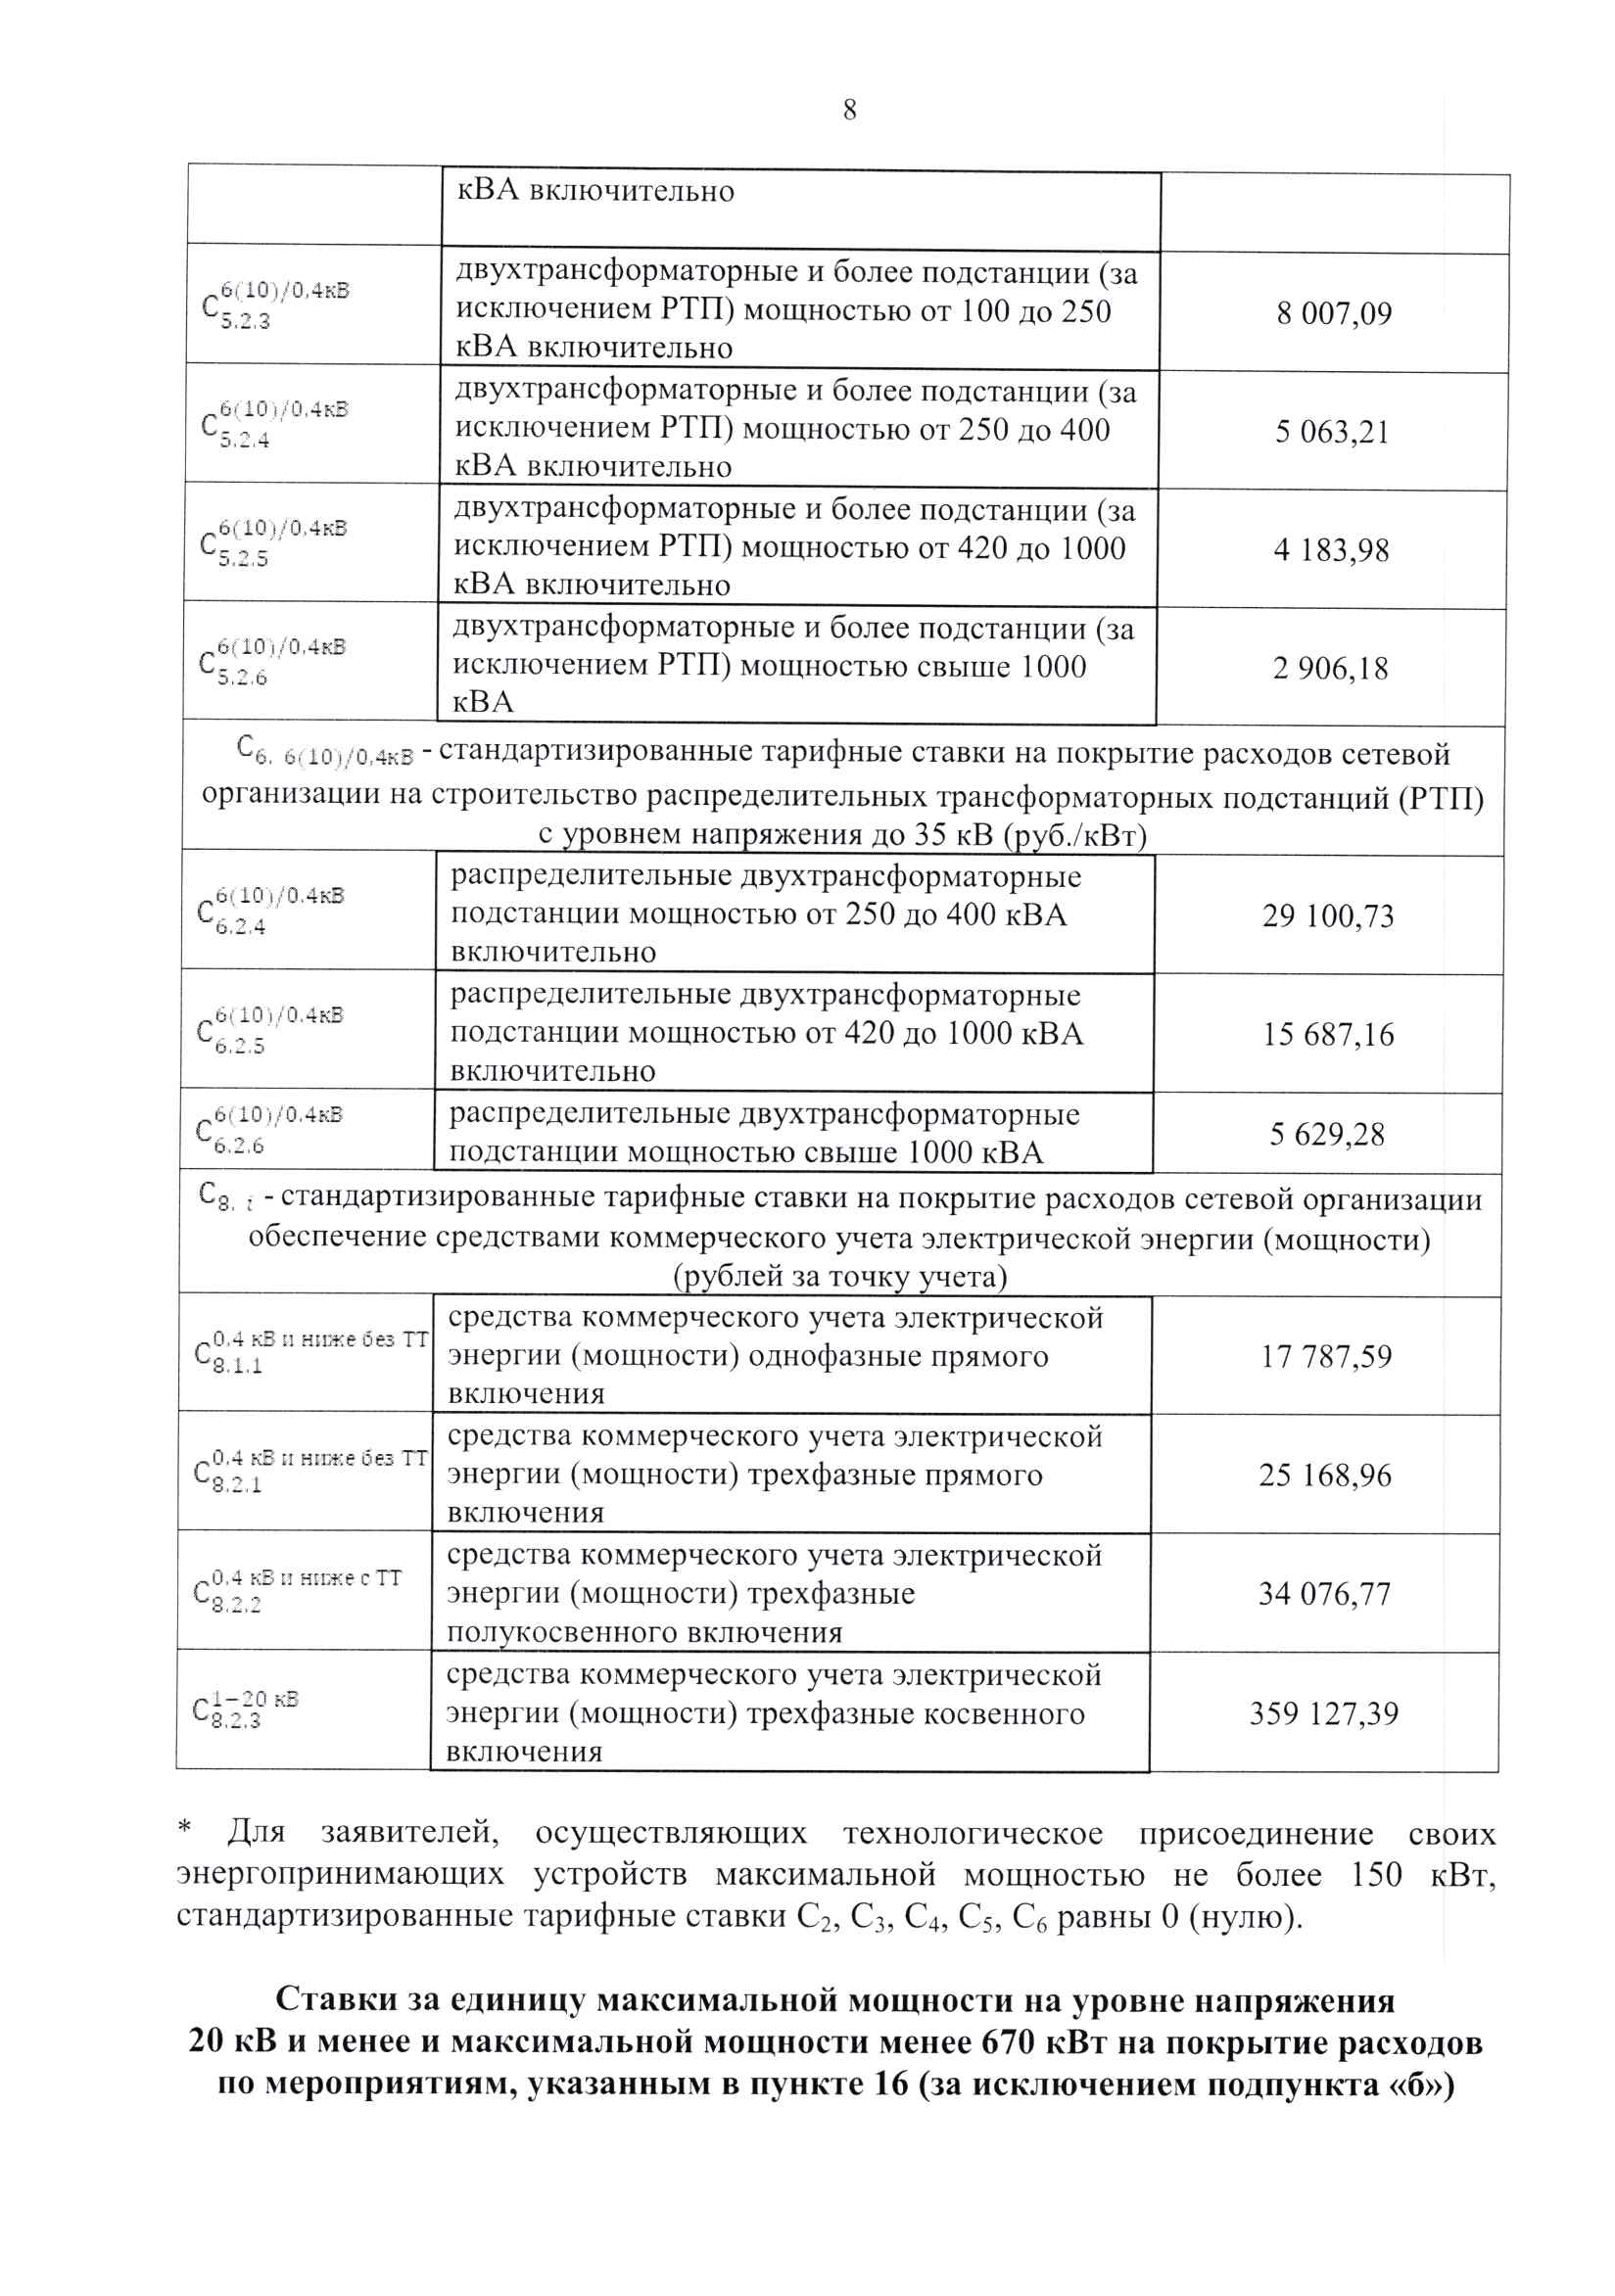 8
кВА включительно
С 6(10)/0,4кВ 5.2.3
двухтрансформаторные и более подстанции (за
исключением РТП) мощностью от 100 до 250
кВА включительно
8 007,09
С 6(10)/0,4кВ 5.2.4
двухтрансформаторные и более подстанции (за
исключением РТП) мощностью от 250 до 400
кВА включительно
5 063,21
С 6(10)/0,4кВ 5.2.5
двухтрансформаторные и более подстанции (за
исключением РТП) мощностью от 420 до 1000
кВА включительно
4 183,98
С 6(10)/0,4кВ 5.2.6
двухтрансформаторные и более подстанции (за
исключением РТП) мощностью свыше 1000
кВА
2 906,18
С6. 6(10)/0,4кВ - стандартизированные тарифные ставки на покрытие расходов сетевой
организации на строительство распределительных трансформаторных подстанций (РТП)
с уровнем напряжения до 35 кВ (руб./кВт)
С 6(10)/0.4кВ 6.2.4
распределительные двухтрансформаторные
подстанции мощностью от 250 до 400 кВА
включительно
29 100,73
С 6(10)/0.4кВ 6.2.5
распределительные двухтрансформаторные
подстанции мощностью от 420 до 1000 кВА
включительно
15 687,16
С 6(10)/0.4кВ 6.2.6
распределительные двухтрансформаторные
подстанции мощностью свыше 1000 кВА
5 629,28
С8. i - стандартизированные тарифные ставки на покрытие расходов сетевой организации
обеспечение средствами коммерческого учета электрической энергии (мощности)
(рублей за точку учета)
С 0,4 кВ и ниже без ТТ 8.1.1
средства коммерческого учета электрической
энергии (мощности) однофазные прямого
включения
17 787,59
С 0,4 кВ и ниже без ТТ 8.2.1
средства коммерческого учета электрической
энергии (мощности) трехфазные прямого
включения
25 168,96
С 0,4 кВ и ниже с ТТ 8.2.2
средства коммерческого учета электрической
энергии (мощности) трехфазные
полукосвенного включения
34 076,77
С 1–20 кВ 8.2.3
средства коммерческого учета электрической
энергии (мощности) трехфазные косвенного
включения
359 127,39
* Для заявителей, осуществляющих технологическое присоединение своих
энергопринимающих устройств максимальной мощностью не более 150 кВт,
стандартизированные тарифные ставки С2, С3, С4, С5, С6 равны 0 (нулю).
Ставки за единицу максимальной мощности на уровне напряжения
20 кВ и менее и максимальной мощности менее 670 кВт на покрытие расходов
по мероприятиям, указанным в пункте 16 (за исключением подпункта «б»)